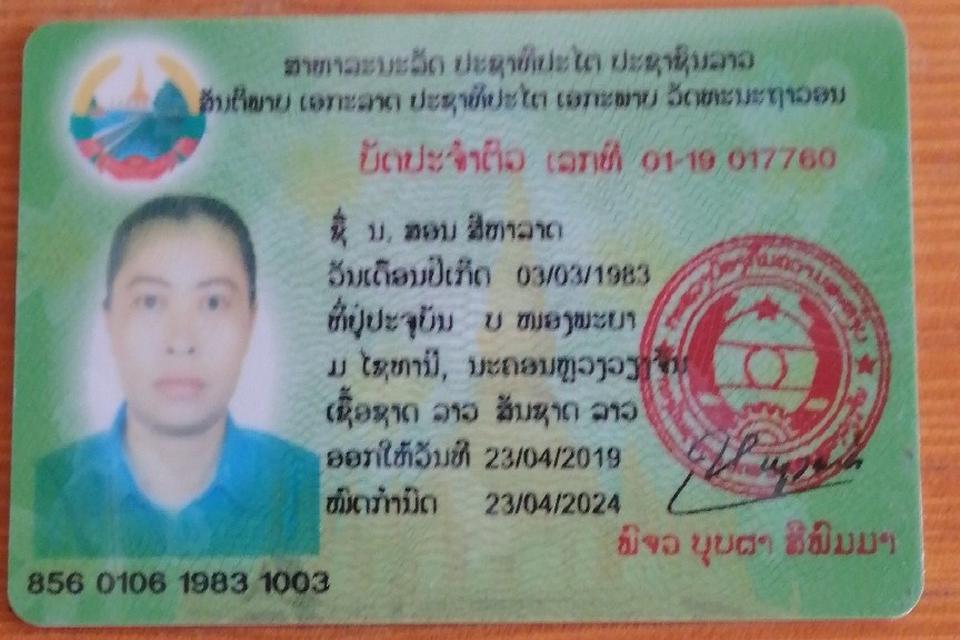 ສາທາລະນະລັດ ປະຊາທິປະໄຕ ປະຊາຊົນລາວ
ສັນຕິພາບ ເອກະລາດ ປະຊາທິປະໄຕ ເອກະພາບ ວັດທະນະຖາວອນ
ບັດປະຈຳຕົວ ເລກທີ 01-19 017760
ຊື່ ນ, ສອນ ສີຫາລາດ
ວັນເດືອນປີເກີດ 03/03/1983
ທີ່ຢູ່ປະຈຸບັນ ບ ໜອງພະຍາ
ມ ໄຊທານີ, ນະຄອນຫຼວງວຽງຈັນ
ເຊື້ອຊາດ ລາວ ສັນຊາດ ລາວ
ອອກໃຫ້ວັນທີ 23/04/2019
ໝົດກຳນົດ 23/04/2024
ພົຈວ ບຸບຜາ ສີພົມມາ
856 0106 1983 1003